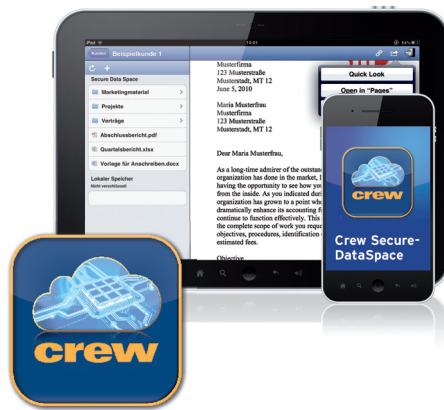 iPad
13:01
54%
Kunden
Beispielkunde 1
Secure Data Space
Marketingmaterial
Projekte
Verträge
Abschlussbericht.pdf
Quartalsbericht.xlsx
Vorlage für Anschreiben.docx
Lokaler Speicher
Nicht verschlüsselt
Musterfirma
123 Musterstraße
Musterstadt, MT 12
June 5, 2010
Maria Musterfrau
Musterfirma
123 Musterstraße
Musterstadt, MT 12
Dear Maria Musterfrau,
As a long-time admirer of the outstan
organization has done in the market, I
having the opportunity to see how you
from the inside. As you indicated durin
organization has grown to a point whe
dramatically enhance its accounting f
continue to function effectively. This
the complete scope of work you requ
objectives, procedures, identification
estimated fees.
Objective
Quick Look
Open in "Pages"
crew
Crew Secure-
DataSpace
crew